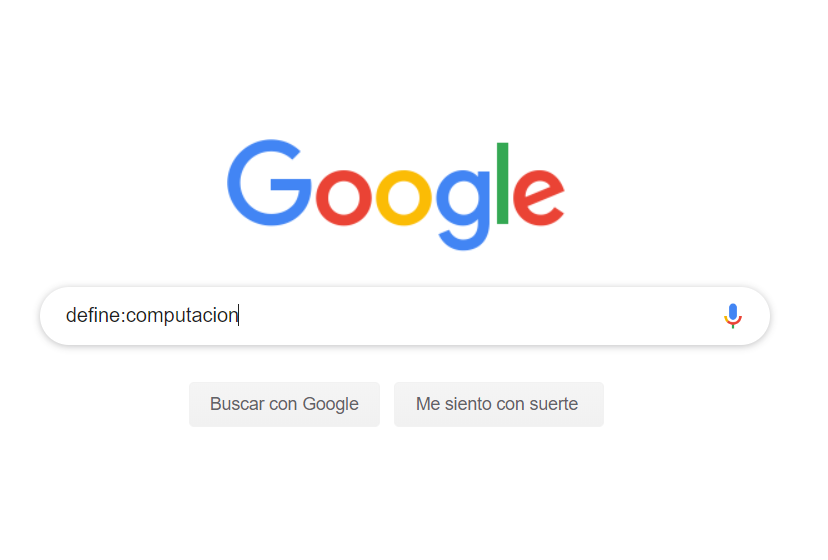 Google
define:computacion
Buscar con Google
Me siento con suerte